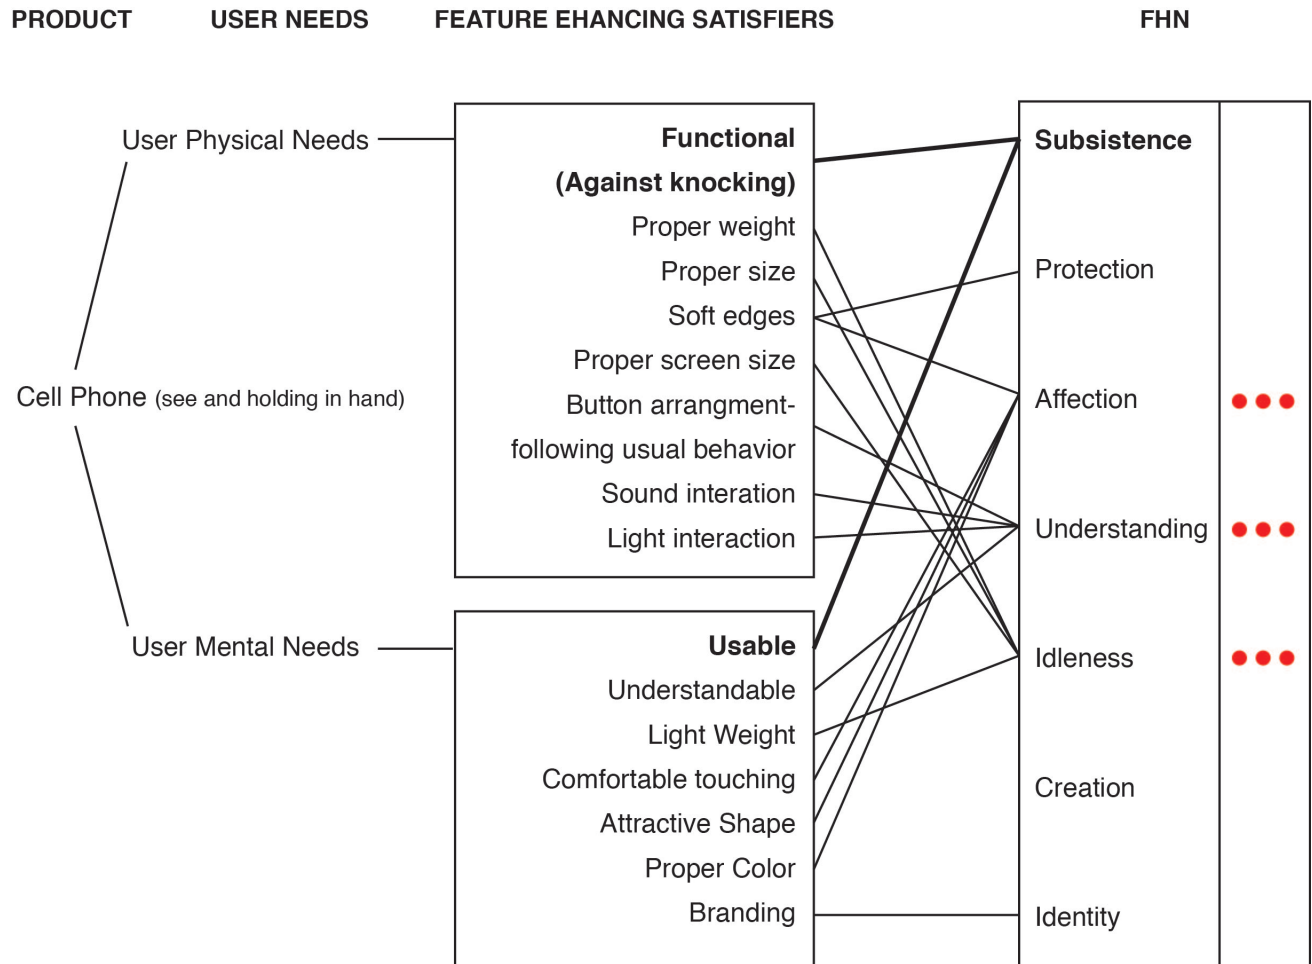 PRODUCT USER NEEDS FEATURE EHANCING SATISFIERS FHN
User Physical Needs
Cell Phone (see and holding in hand)
User Mental Needs
Functional
(Against knocking)
Proper weight
Proper size
Soft edges
Proper screen size
Button arrangment-
following usual behavior
Sound interation
Light interaction
Usable
Understandable
Light Weight
Comfortable touching
Attractive Shape
Proper Color
Branding
Subsistence
Protection
Affection
Understanding
Idleness
Creation
Identity